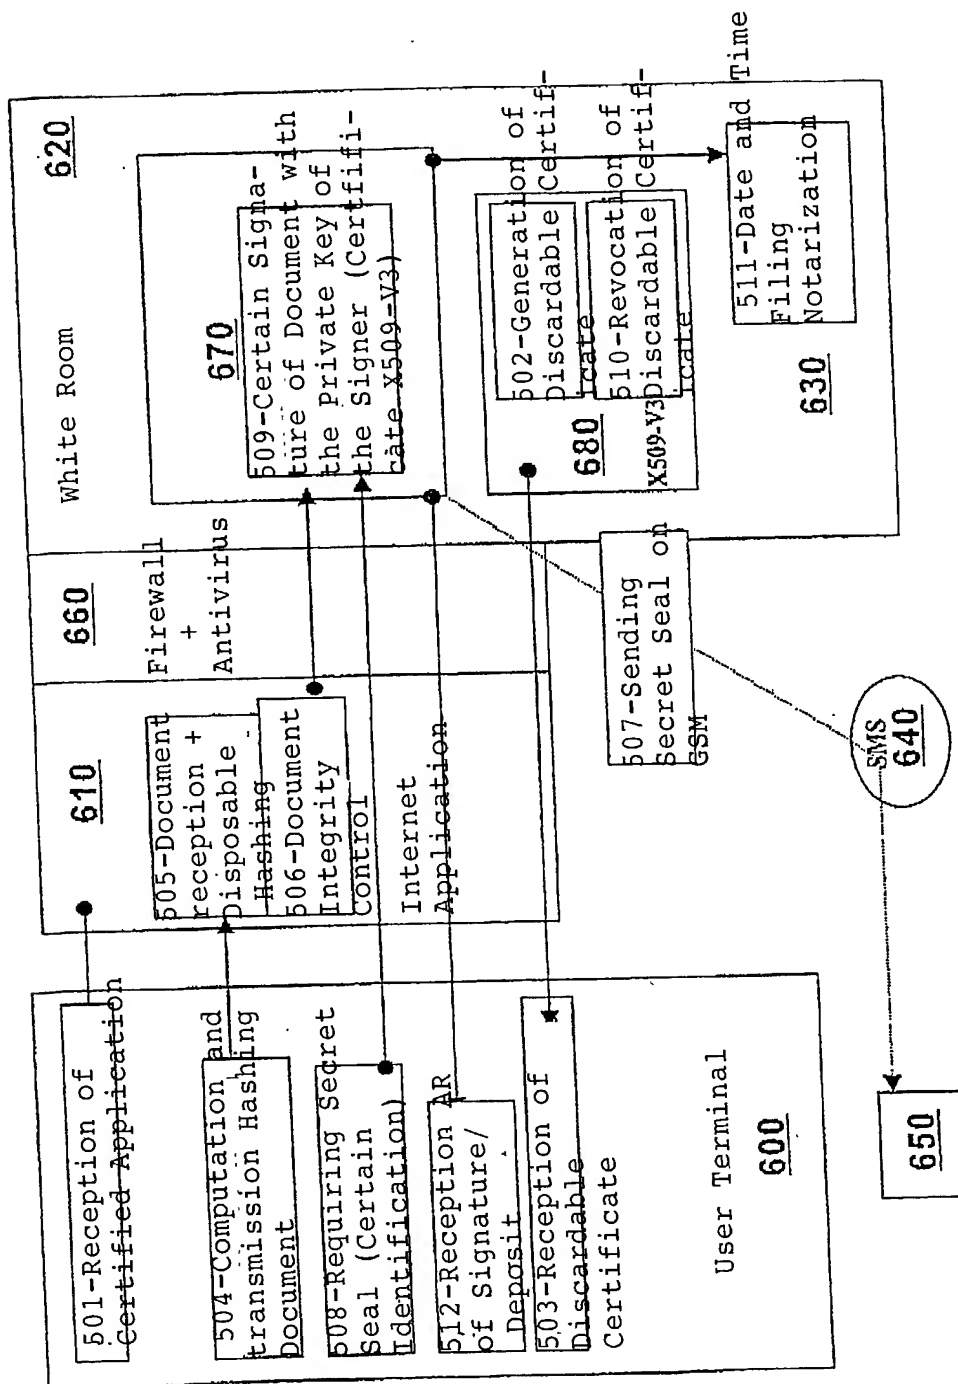 501-Reception of
Certified Application
504-Computation and
transmission Hashing
Document
508-Requiring Secret
Seal (Certain
Identification)
512-Reception AR
of Signature/
Deposit
503-Reception of
Discardable
Certificate
User Terminal
600
610
505-Document
reception +
Disposable
Hashing
506-Document
Integrity
Control
Internet
Application
660
Firewall
+
Antivirus
White Room
620
670
509-Certain Signa-
ture of Document with
the Private Key of
the Signer (Certfifi-
cate X509-V3)
502-Generation of
Discardable Certif-
icate
510-Revocation of
Discardable Certif-
icate
680
X509-V3
511-Date and Time
Filing
Notarization
630
507-Sending
Secret Seal on
GSM
SMS
640
650